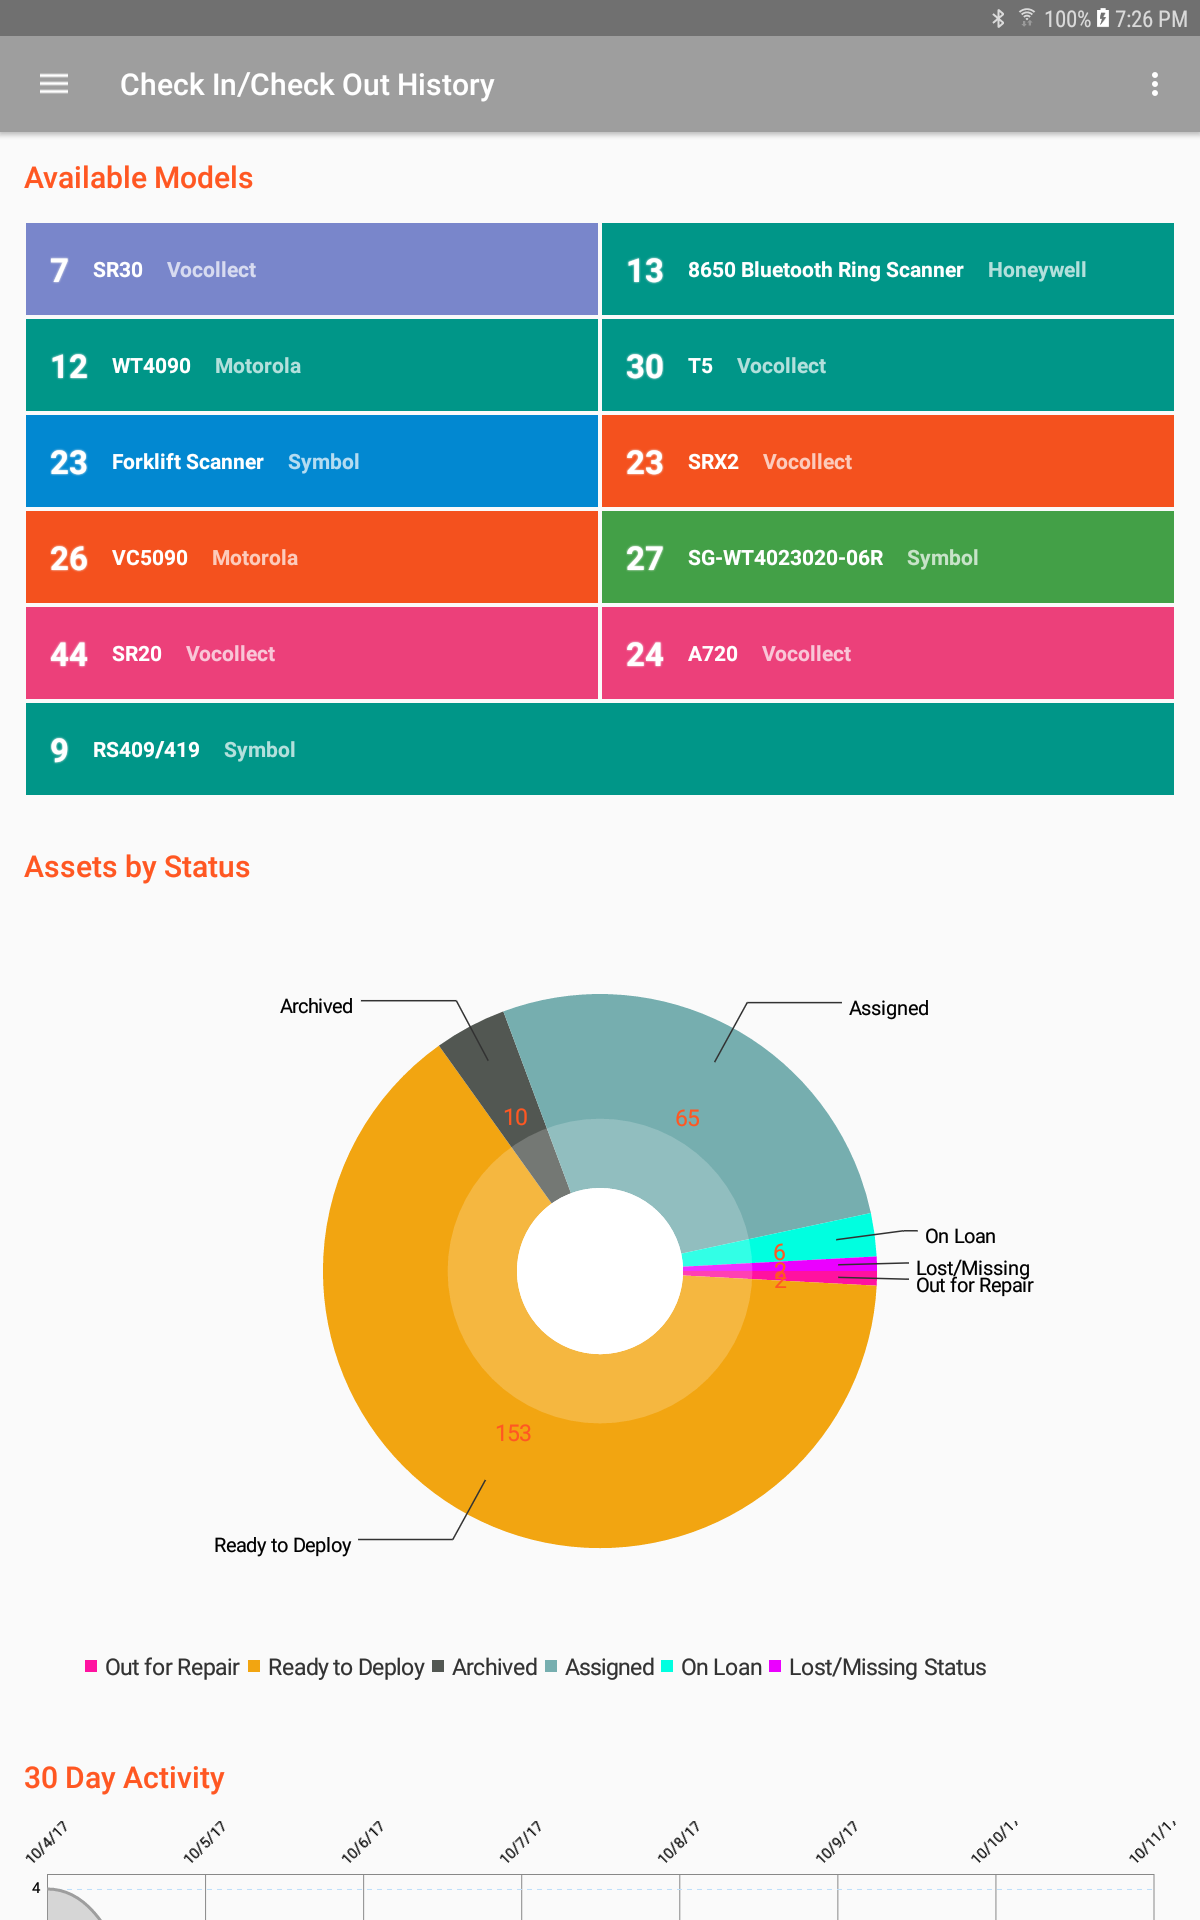 100% 7:26 PM
Check In/Check Out History
Available Models
7 SR30 Vocollect
13 8650 Bluetooth Ring Scanner Honeywell
12 WT4090 Motorola
30 T5 Vocollect
23 Forklift Scanner Symbol
23 SRX2 Vocollect
26 VC5090 Motorola
27 SG-WT4023020-06R Symbol
44 SR20 Vocollect
24 A720 Vocollect
9 RS409/419 Symbol
Assets by Status
Archived
Assigned
10
65
On Loan
6
Lost/Missing
2
Out for Repair
153
Ready to Deploy
Out for Repair Ready to Deploy Archived Assigned On Loan Lost/Missing Status
30 Day Activity
10/4/17 10/5/17 10/6/17 10/7/17 10/8/17 10/9/17 10/10/1 10/11/1
4